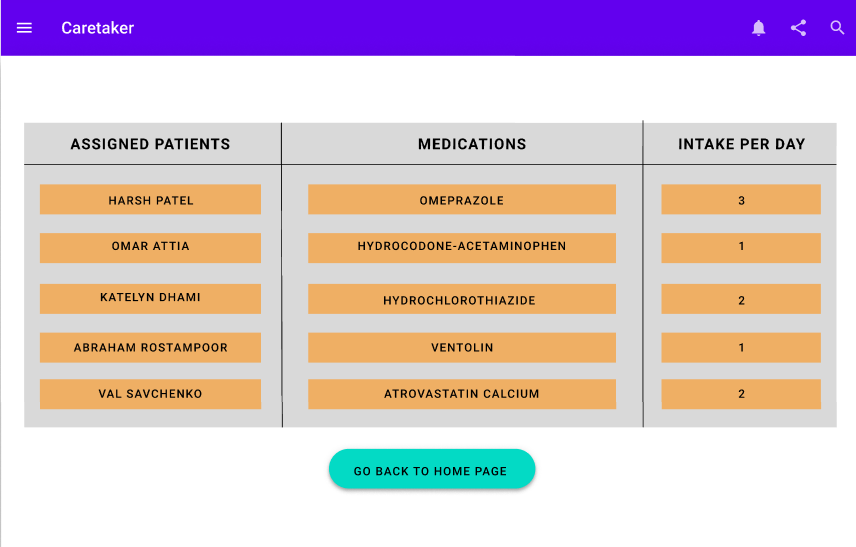 Caretaker
ASSIGNED PATIENTS MEDICATIONS INTAKE PER DAY
HARSH PATEL OMEPRAZOLE 3
OMAR ATTIA HYDROCODONE-ACETAMINOPHEN 1
KATELYN DHAMI HYDROCHLOROTHIAZIDE 2
ABRAHAM ROSTAMPOOR VENTOLIN 1
VAL SAVCHENKO ATROVASTATIN CALCIUM 2
GO BACK TO HOME PAGE